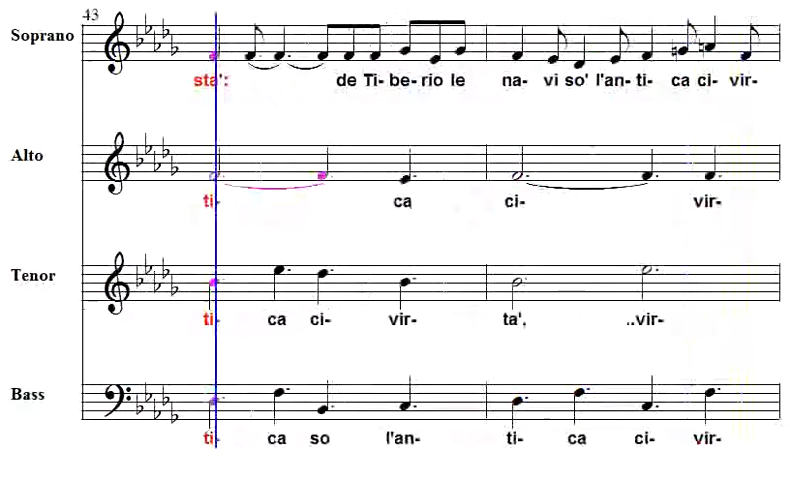 43
Soprano
sta': de Ti- be- rio le na- vi so' l'an- ti- ca ci- vir-
Alto
ti- ca ci- vir-
Tenor
ti- ca ci- vir- ta', ..vir-
Bass
ti- ca so l'an- ti- ca ci- vir-